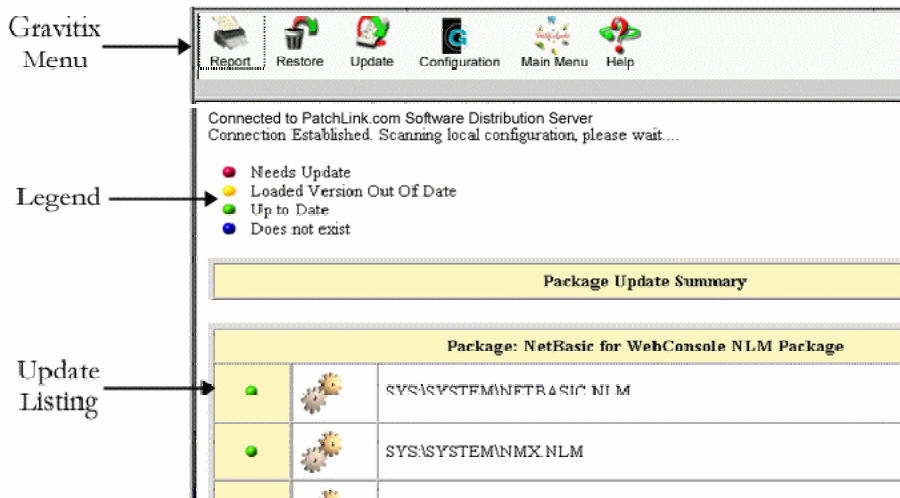 Gravitix
Menu
Report Restore Update Configuration Main Menu Help
Connected to PatchLink.com Software Distribution Server
Connection Established. Scanning local configuration, please wait....
Legend
Needs Update
Loaded Version Out Of Date
Up to Date
Does not exist
Package Update Summary
Package: NetBasic for WebConsole NLM Package
Update
Listing
SYS:\SYSTEM\NETBASIC.NLM
SYS:\SYSTEM\NMX.NLM